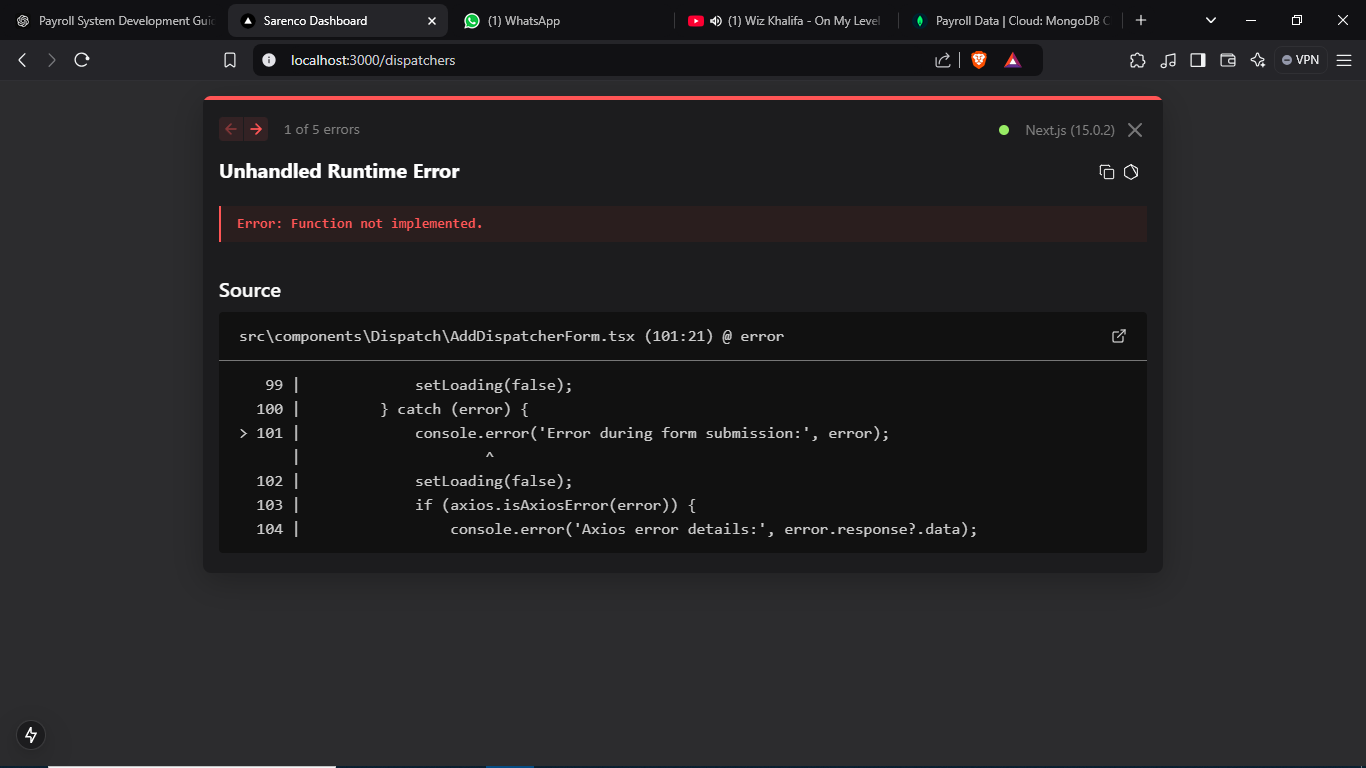 Payroll System Development Gui
Sarenco Dashboard
(1) WhatsApp
(1) Wiz Khalifa - On My Level
Payroll Data | Cloud: MongoDB C
localhost:3000/dispatchers
VPN
1 of 5 errors
Next.js (15.0.2)
Unhandled Runtime Error
Error: Function not implemented.
Source
src\components\Dispatch\AddDispatcherForm.tsx (101:21) @ error
99 | setLoading(false);
100 | } catch (error) {
> 101 | console.error('Error during form submission:', error);
| ^
102 | setLoading(false);
103 | if (axios.isAxiosError(error)) {
104 | console.error('Axios error details:', error.response?.data);